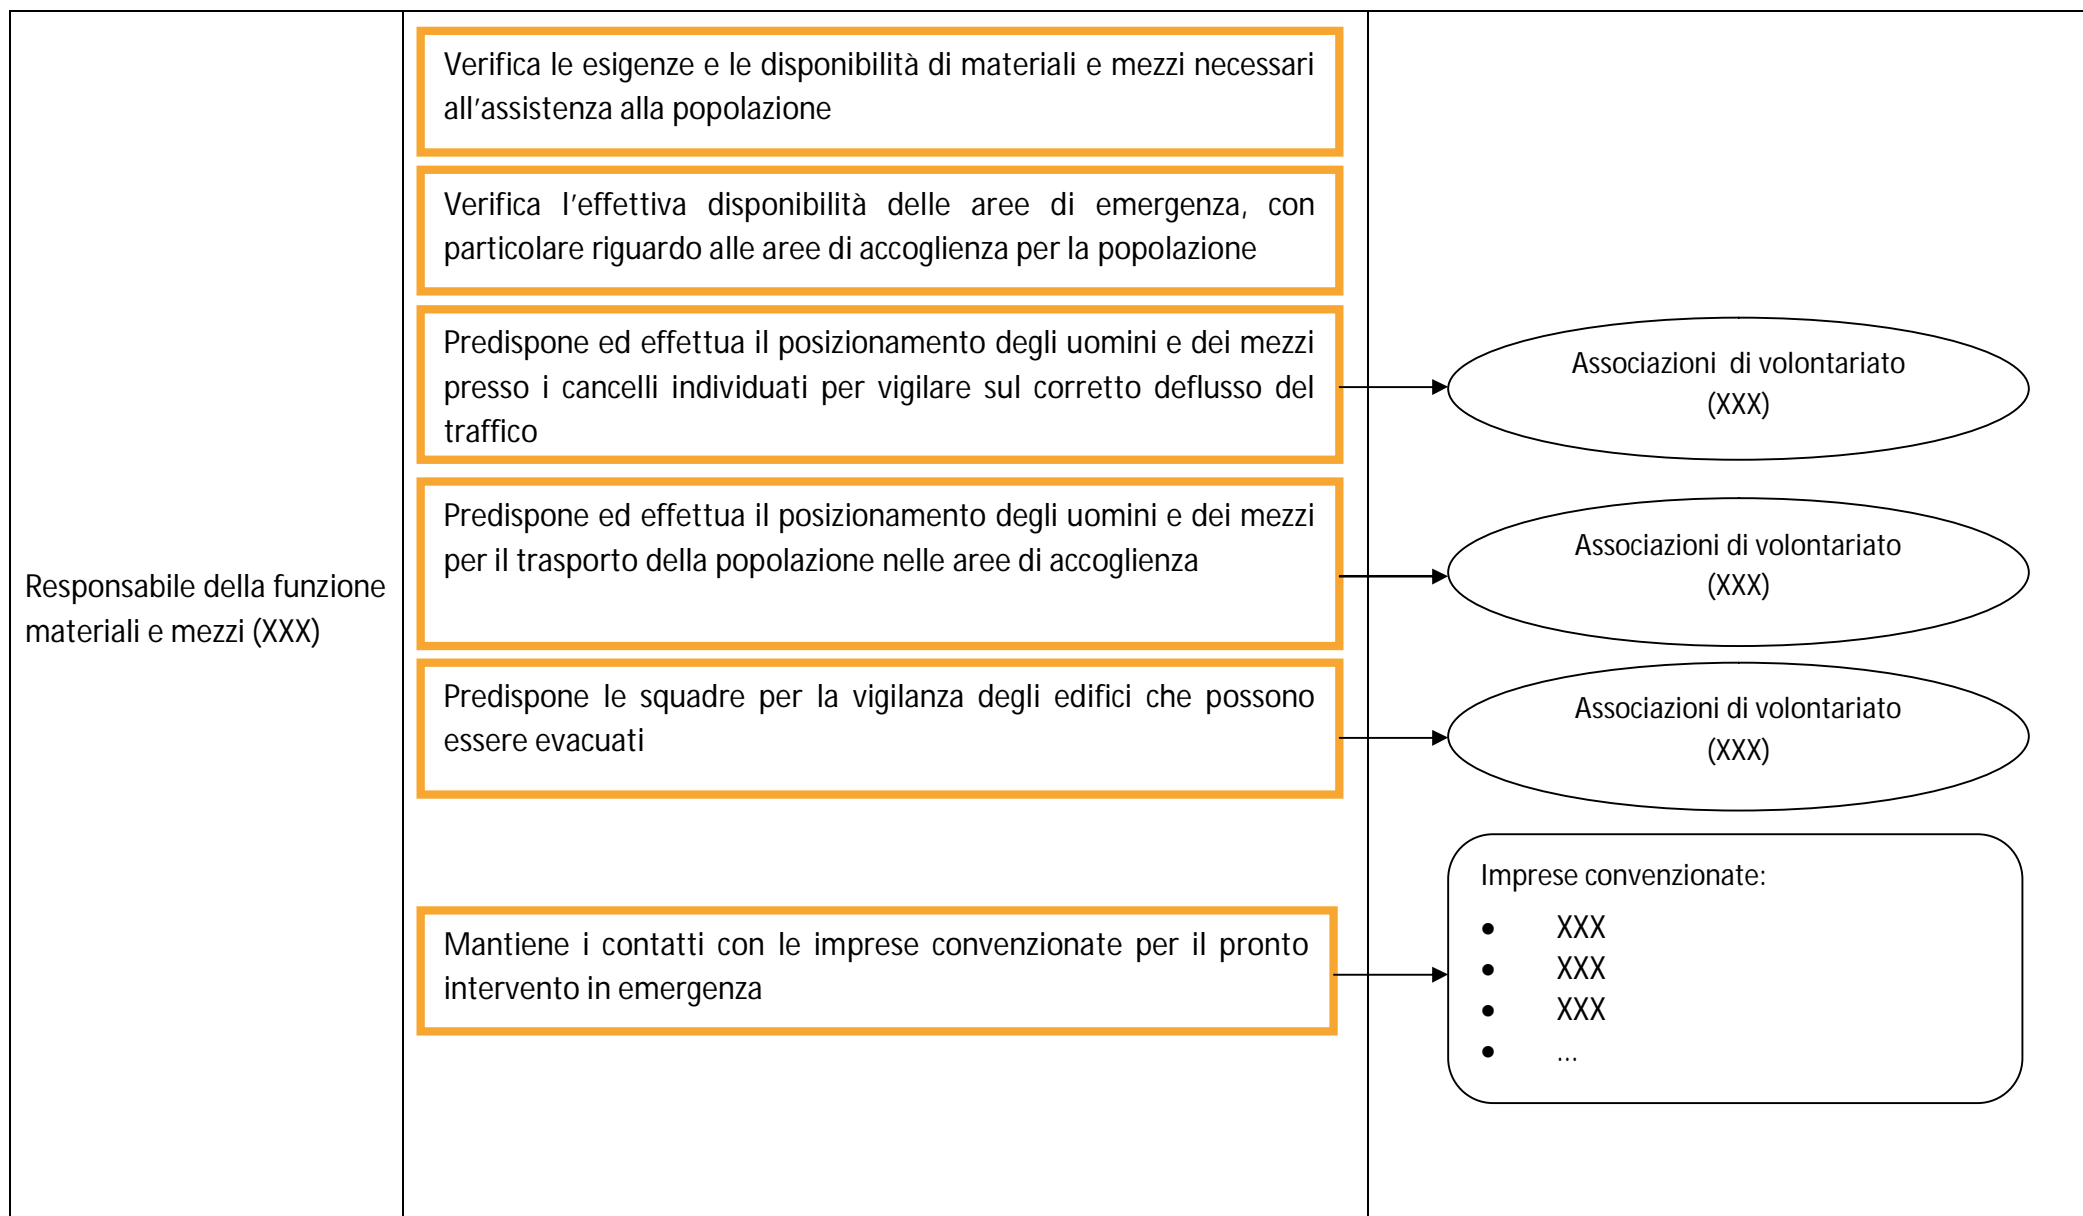 Responsabile della funzione
materiali e mezzi (XXX)
Verifica le esigenze e le disponibilità di materiali e mezzi necessari
all'assistenza alla popolazione
Verifica l'effettiva disponibilità delle aree di emergenza, con
particolare riguardo alle aree di accoglienza per la popolazione
Predispone ed effettua il posizionamento degli uomini e dei mezzi
presso i cancelli individuati per vigilare sul corretto deflusso del
traffico
Associazioni di volontariato
(XXX)
Predispone ed effettua il posizionamento degli uomini e dei mezzi
per il trasporto della popolazione nelle aree di accoglienza
Associazioni di volontariato
(XXX)
Predispone le squadre per la vigilanza degli edifici che possono
essere evacuati
Associazioni di volontariato
(XXX)
Mantiene i contatti con le imprese convenzionate per il pronto
intervento in emergenza
Imprese convenzionate:
• XXX
• XXX
• XXX
• ...